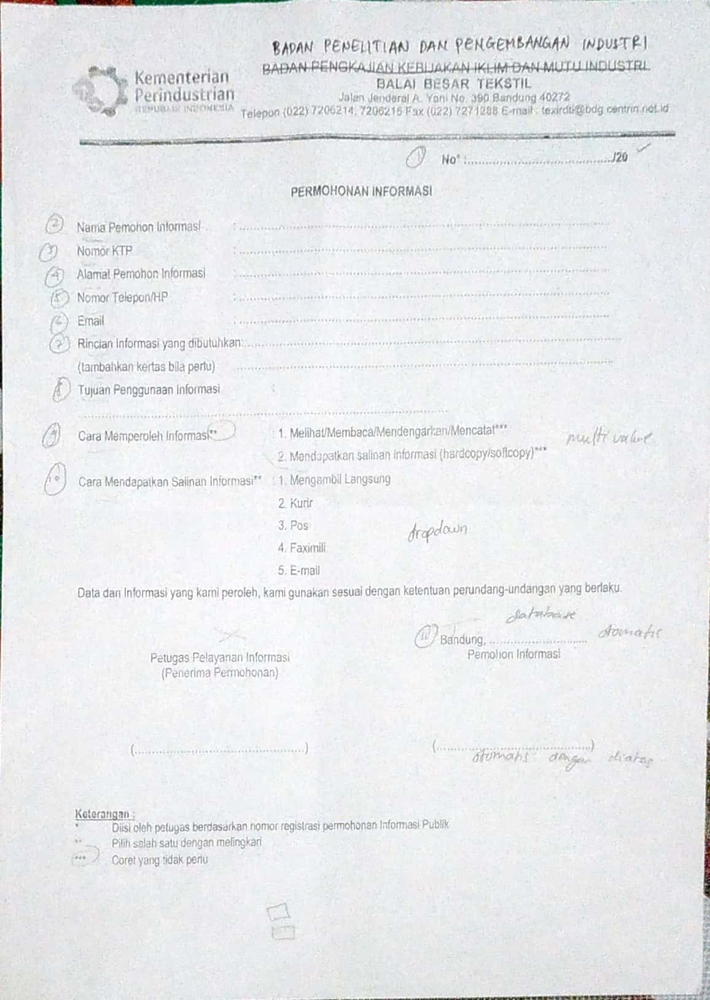 BADAN PENELITIAN DAN PENGEMBANGAN INDUSTRI
BADAN PENGKAJIAN KEBIJAKAN IKLIM DAN MUTU INDUSTRI
Kementerian
Perindustrian
REPUBLIK INDONESIA
BALAI BESAR TEKSTIL
Jalan Jenderal A. Yani No. 390 Bandung 40272
Telepon (022) 7206214, 7206215 Fax (022) 7271288 E-mail : texirdti@bdg.centrin.net.id
1 No* :............................................/20
PERMOHONAN INFORMASI
2 Nama Pemohon Informasi :
3 Nomor KTP :
4 Alamat Pemohon Informasi :
5 Nomor Telepon/HP :
6 Email :
7 Rincian Informasi yang dibutuhkan:
(tambahkan kertas bila perlu)
8 Tujuan Penggunaan Informasi :
9 Cara Memperoleh Informasi** : 1. Melihat/Membaca/Mendengarkan/Mencatat***
multi value
2. Mendapatkan salinan informasi (hardcopy/softcopy)***
10 Cara Mendapatkan Salinan Informasi** : 1. Mengambil Langsung
2. Kurir
3. Pos
dropdown
4. Faximili
5. E-mail
Data dan Informasi yang kami peroleh, kami gunakan sesuai dengan ketentuan perundang-undangan yang berlaku.
database
11 Bandung, ................................ otomatis
Petugas Pelayanan Informasi
Pemohon Informasi
(Penerima Permohonan)
(..................................................) (..............................................)
otomatis dengan diatas
Keterangan :
* Diisi oleh petugas berdasarkan nomor registrasi permohonan Informasi Publik
** Pilih salah satu dengan melingkari
*** Coret yang tidak perlu